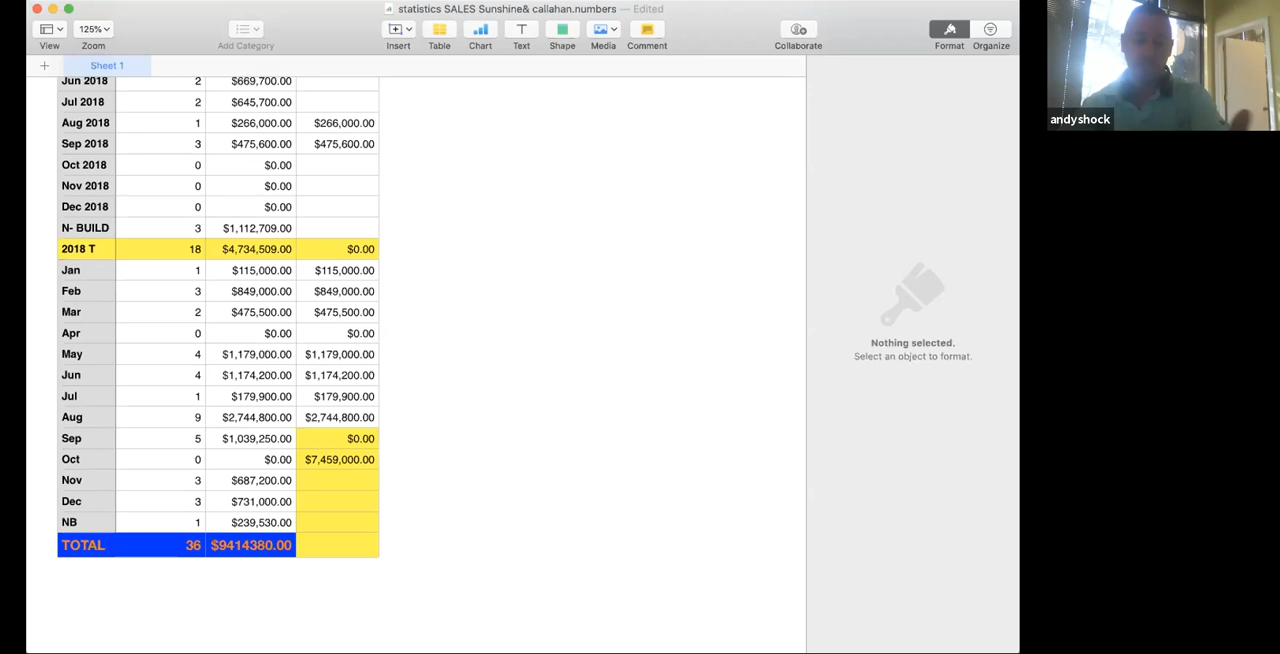 statistics SALES Sunshine& callahan.numbers — Edited
125%
View Zoom Add Category Insert Table Chart Text Shape Media Comment Collaborate Format Organize
Sheet 1
Jun 2018 2 $669,700.00
Jul 2018 2 $645,700.00
Aug 2018 1 $266,000.00 $266,000.00
Sep 2018 3 $475,600.00 $475,600.00
Oct 2018 0 $0.00
Nov 2018 0 $0.00
Dec 2018 0 $0.00
N- BUILD 3 $1,112,709.00
2018 T 18 $4,734,509.00 $0.00
Jan 1 $115,000.00 $115,000.00
Feb 3 $849,000.00 $849,000.00
Mar 2 $475,500.00 $475,500.00
Apr 0 $0.00 $0.00
May 4 $1,179,000.00 $1,179,000.00
Jun 4 $1,174,200.00 $1,174,200.00
Jul 1 $179,900.00 $179,900.00
Aug 9 $2,744,800.00 $2,744,800.00
Sep 5 $1,039,250.00 $0.00
Oct 0 $0.00 $7,459,000.00
Nov 3 $687,200.00
Dec 3 $731,000.00
NB 1 $239,530.00
TOTAL 36 $9414380.00
Nothing selected.
Select an object to format.
andyshock